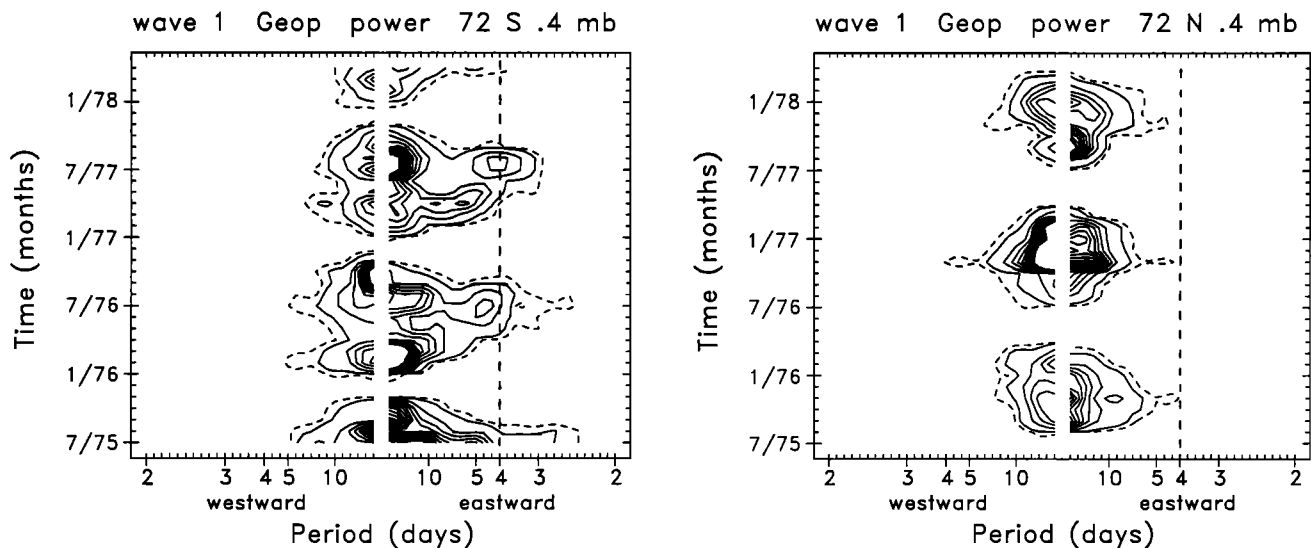 wave 1 Geop power 72 S .4 mb
Time (months)
1/78
7/77
1/77
7/76
1/76
7/75
2 3 4 5 10 10 5 4 3 2
westward eastward
Period (days)
wave 1 Geop power 72 N .4 mb
Time (months)
1/78
7/77
1/77
7/76
1/76
7/75
2 3 4 5 10 10 5 4 3 2
westward eastward
Period (days)